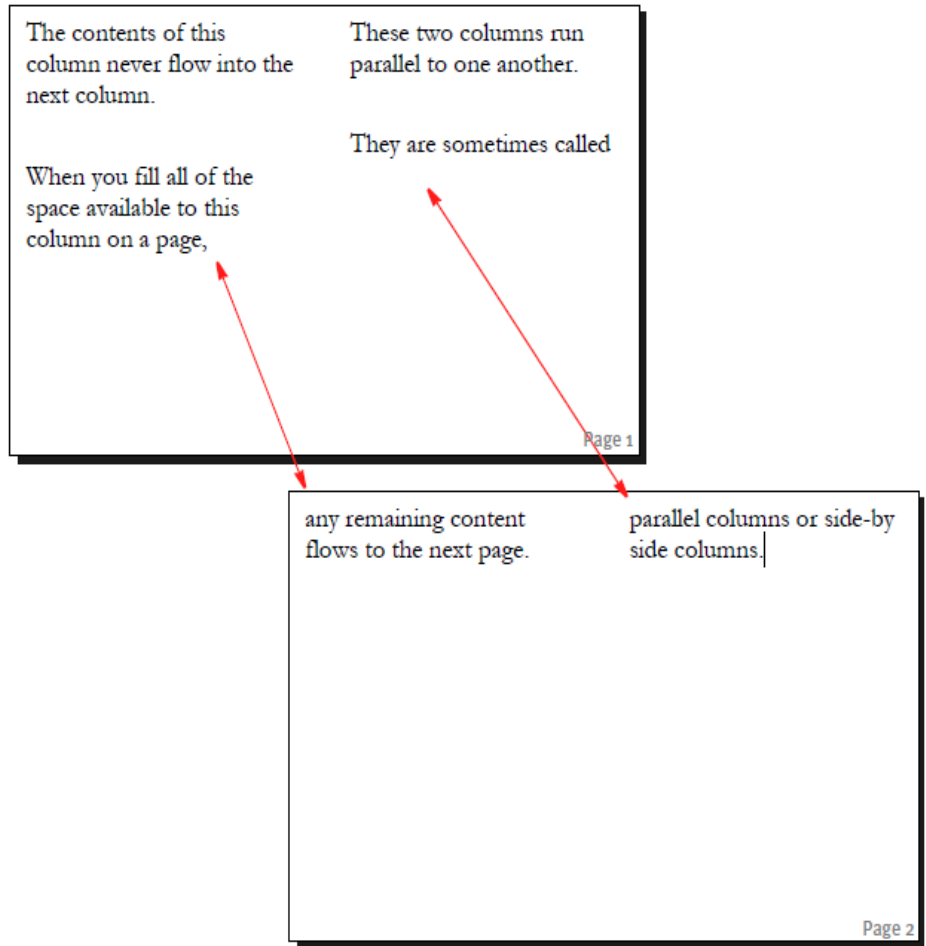 The contents of this
column never flow into the
next column.
When you fill all of the
space available to this
column on a page,
These two columns run
parallel to one another.
They are sometimes called
Page 1
any remaining content
flows to the next page.
parallel columns or side-by
side columns.
Page 2